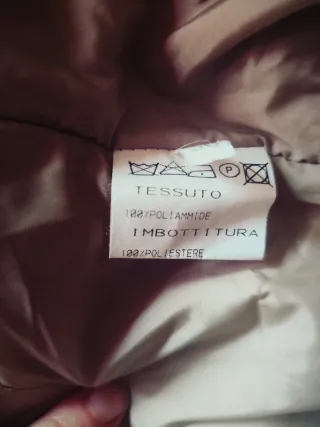 P
TESSUTO
100%POLIAMMIDE
IMBOTTITURA
100%POLIESTERE